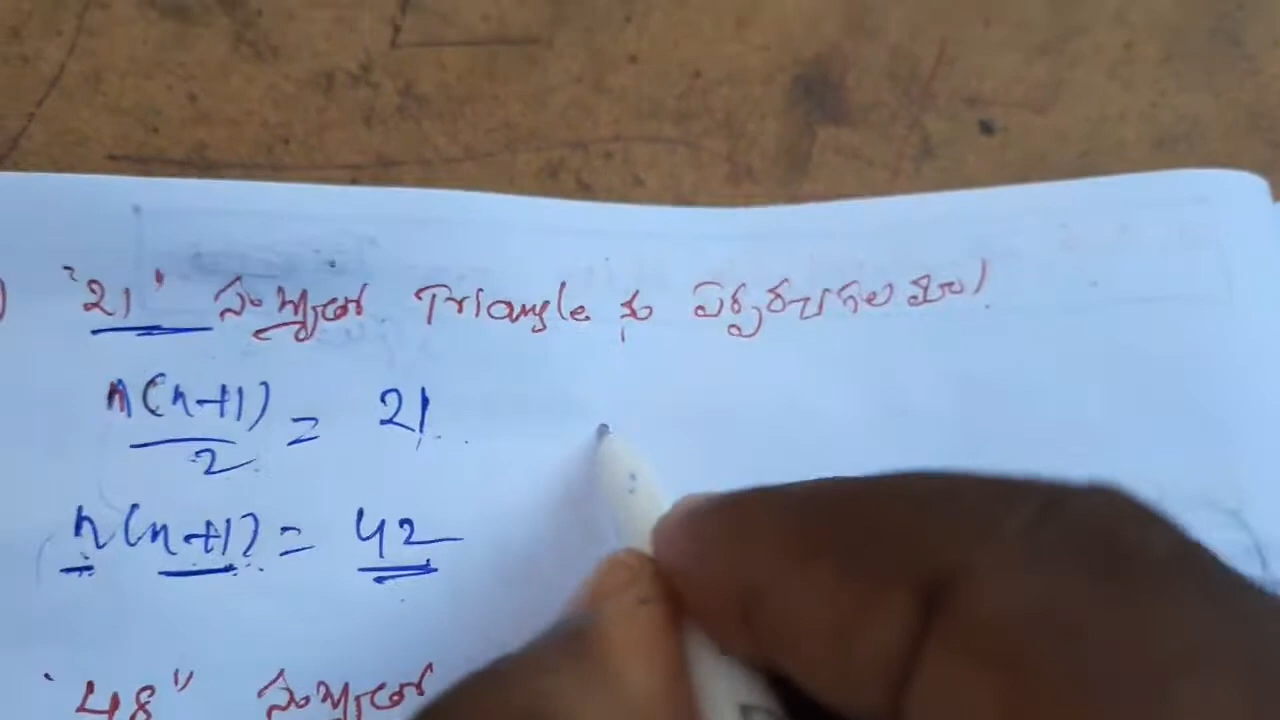 ) "21" సంఖ్యతో Triangle ను ఏర్పరచగలమా!
n(n+1)/2 = 21
n(n+1) = 42
"48" సంఖ్యతో